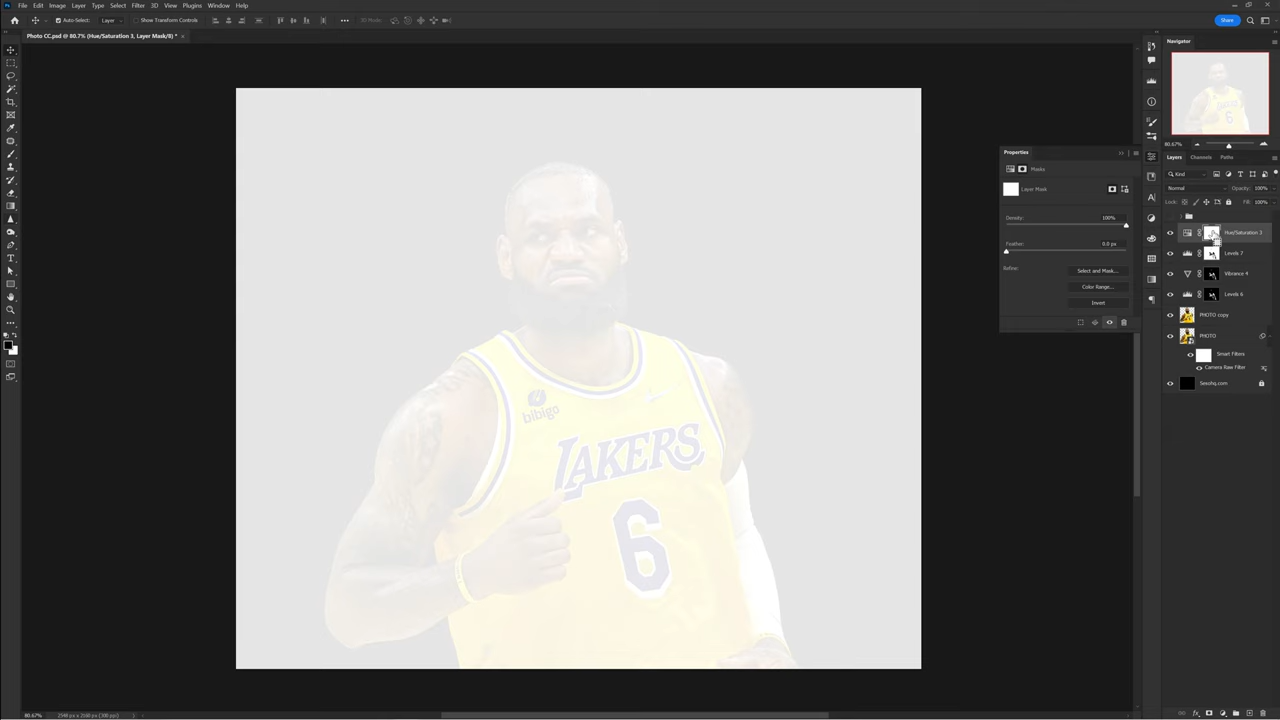 File Edit Image Layer Type Select Filter 3D View Plugins Window Help
Auto-Select: Layer Show Transform Controls 3D Mode: Share
Photo CC.psd @ 80.7% (Hue/Saturation 3, Layer Mask/8) * ×
Navigator
80.67%
Properties
Masks
Layer Mask
Density: 100%
Feather: 0.0 px
Refine: Select and Mask...
Color Range...
Invert
Layers Channels Paths
Kind
Normal Opacity: 100%
Lock: Fill: 100%
Hue/Saturation 3
Levels 7
Vibrance 4
Levels 6
PHOTO copy
PHOTO
Smart Filters
Camera Raw Filter
bibigo
LAKERS
6
80.67%